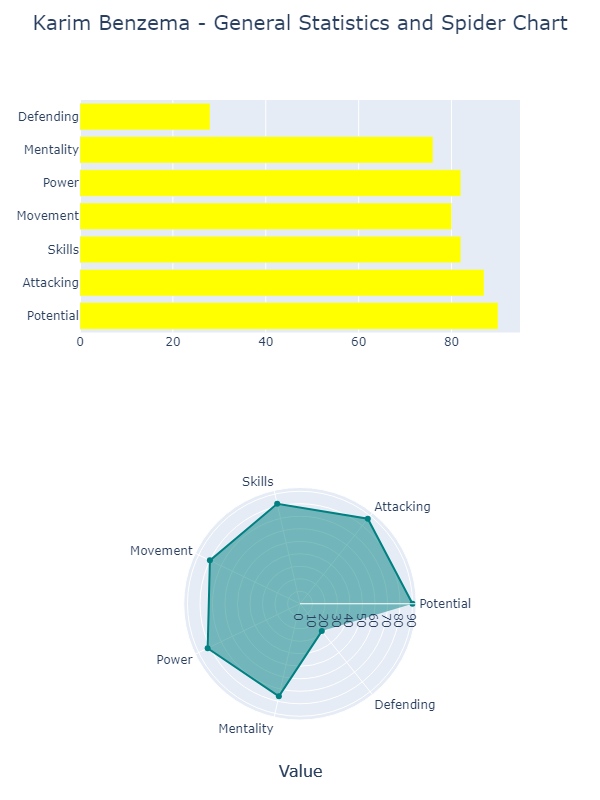 Karim Benzema - General Statistics and Spider Chart
Defending
Mentality
Power
Movement
Skills
Attacking
Potential
0 20 40 60 80
Skills
Attacking
Movement
Potential
0 10 20 30 40 50 60 70 80 90
Power
Defending
Mentality
Value